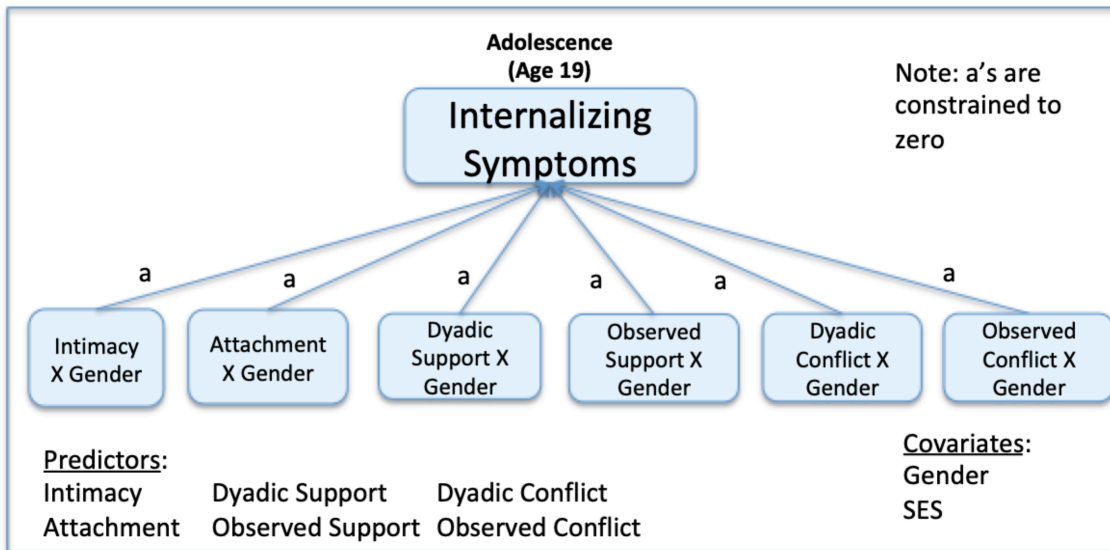 Adolescence
(Age 19)
Internalizing
Symptoms
Note: a's are
constrained to
zero
a
a
a
a
a
a
Intimacy
X Gender
Attachment
X Gender
Dyadic
Support X
Gender
Observed
Support X
Gender
Dyadic
Conflict X
Gender
Observed
Conflict X
Gender
Predictors:
Intimacy Dyadic Support Dyadic Conflict
Attachment Observed Support Observed Conflict
Covariates:
Gender
SES